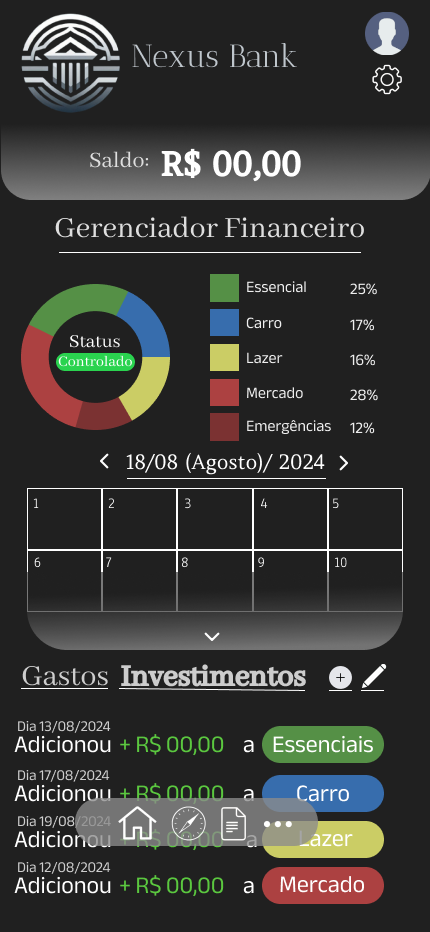 Nexus Bank
Saldo: R$ 00,00
Gerenciador Financeiro
Status
Controlado
Essencial 25%
Carro 17%
Lazer 16%
Mercado 28%
Emergências 12%
18/08 (Agosto)/ 2024
1 2 3 4 5
6 7 8 9 10
Gastos Investimentos
Dia 13/08/2024
Adicionou + R$ 00,00 a Essenciais
Dia 17/08/2024
Adicionou + R$ 00,00 a Carro
Dia 19/08/2024
Adicionou + R$ 00,00 a Lazer
Dia 12/08/2024
Adicionou + R$ 00,00 a Mercado